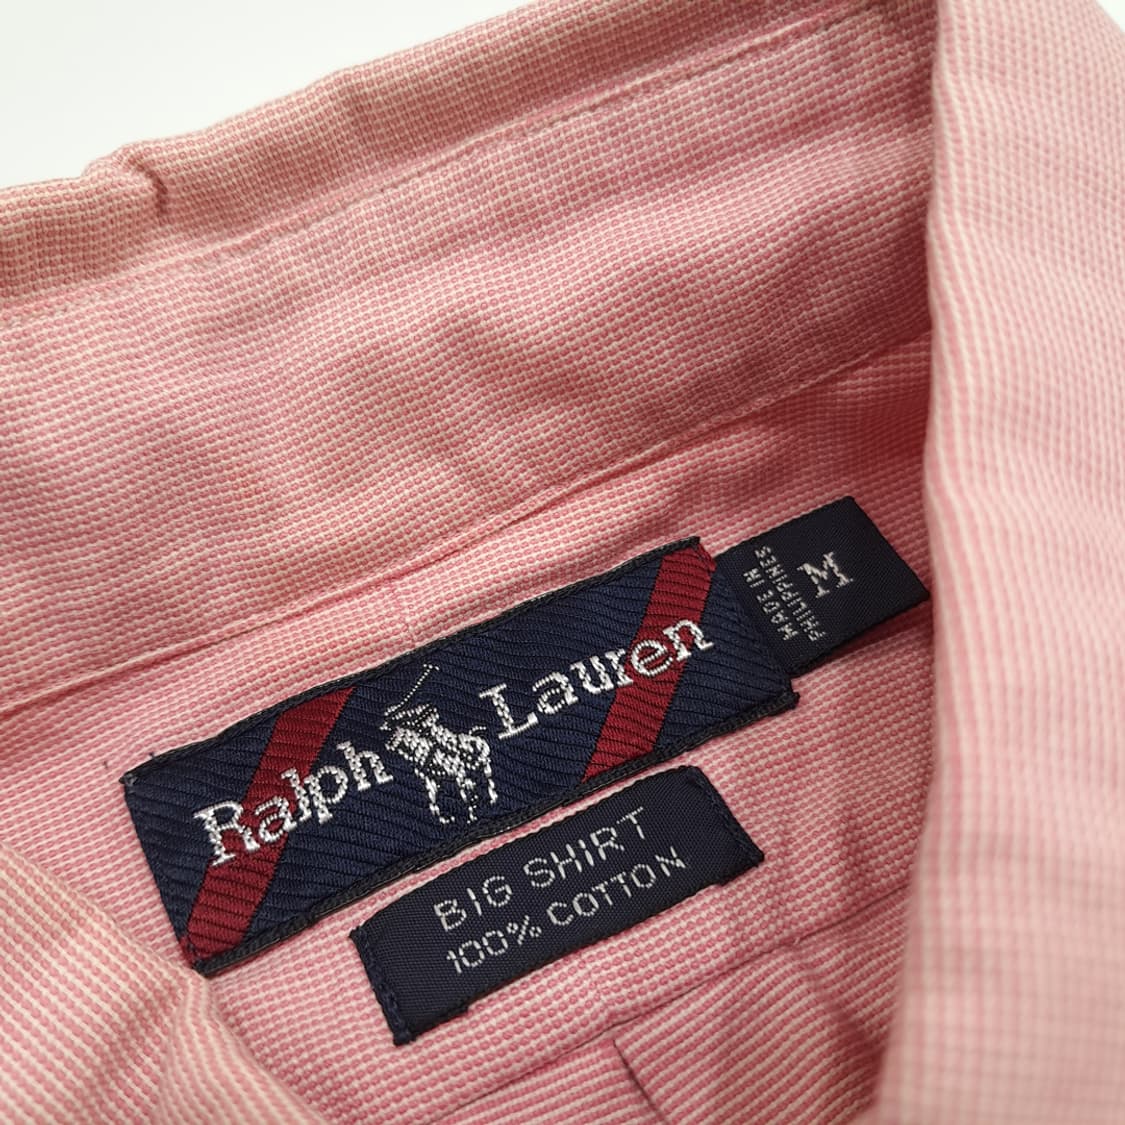 Ralph Lauren
M
MADE IN
PHILIPPINES
BIG SHIRT
100% COTTON